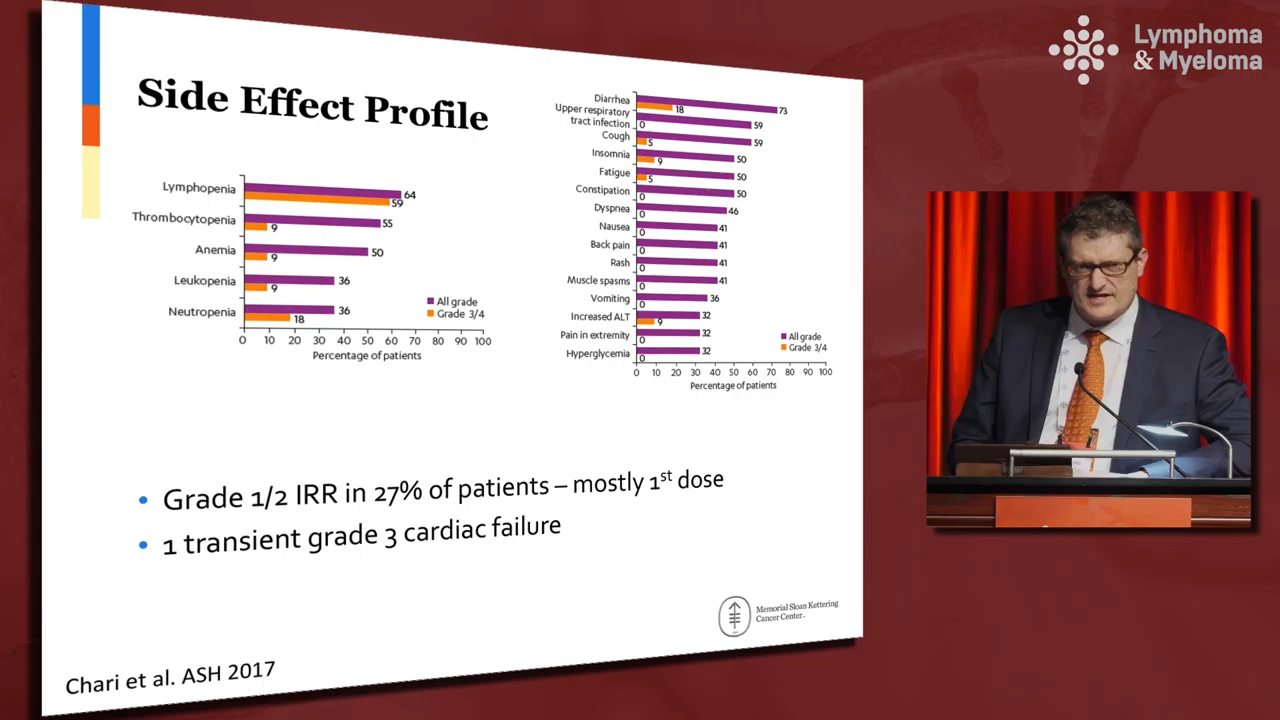 Lymphoma
& Myeloma
Side Effect Profile
Lymphopenia 64
59
Thrombocytopenia 55
9
Anemia 50
9
Leukopenia 36
9
Neutropenia 36
18
All grade
Grade 3/4
0 10 20 30 40 50 60 70 80 90 100
Percentage of patients
Diarrhea 73
18
Upper respiratory
tract infection 59
0
Cough 59
5
Insomnia 50
9
Fatigue 50
5
Constipation 50
0
Dyspnea 46
0
Nausea 41
0
Back pain 41
0
Rash 41
0
Muscle spasms 41
0
Vomiting 36
0
Increased ALT 32
9
Pain in extremity 32
0
Hyperglycemia 32
0
All grade
Grade 3/4
0 10 20 30 40 50 60 70 80 90 100
Percentage of patients
• Grade 1/2 IRR in 27% of patients – mostly 1st dose
• 1 transient grade 3 cardiac failure
Memorial Sloan Kettering
Cancer Center.
Chari et al. ASH 2017